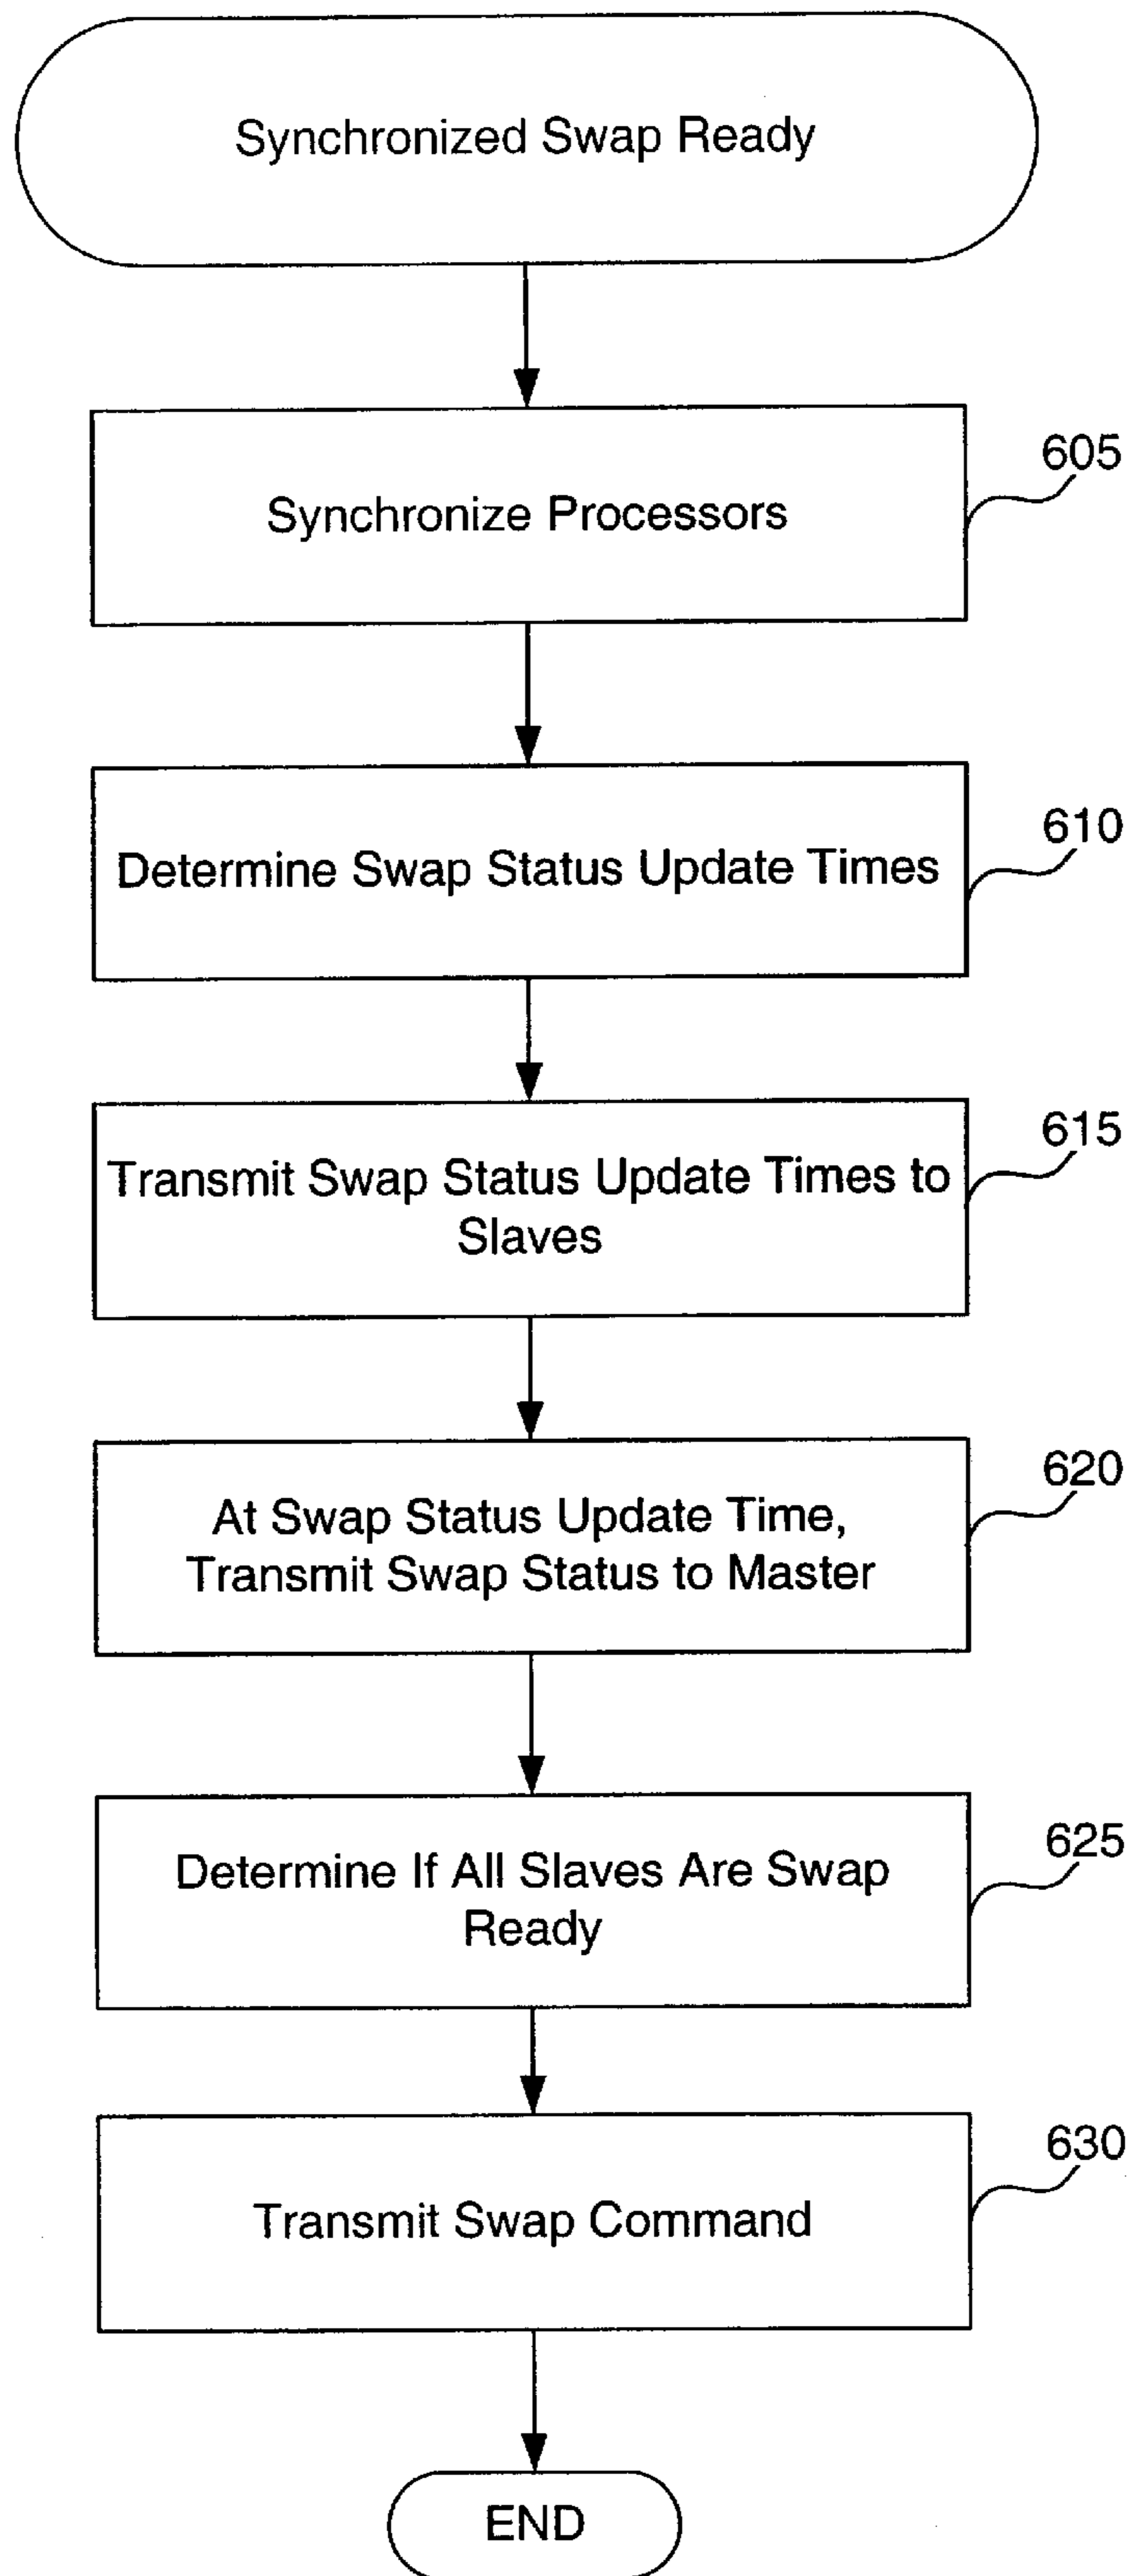 Synchronized Swap Ready
605
Synchronize Processors
610
Determine Swap Status Update Times
615
Transmit Swap Status Update Times to
Slaves
620
At Swap Status Update Time,
Transmit Swap Status to Master
625
Determine If All Slaves Are Swap
Ready
630
Transmit Swap Command
END